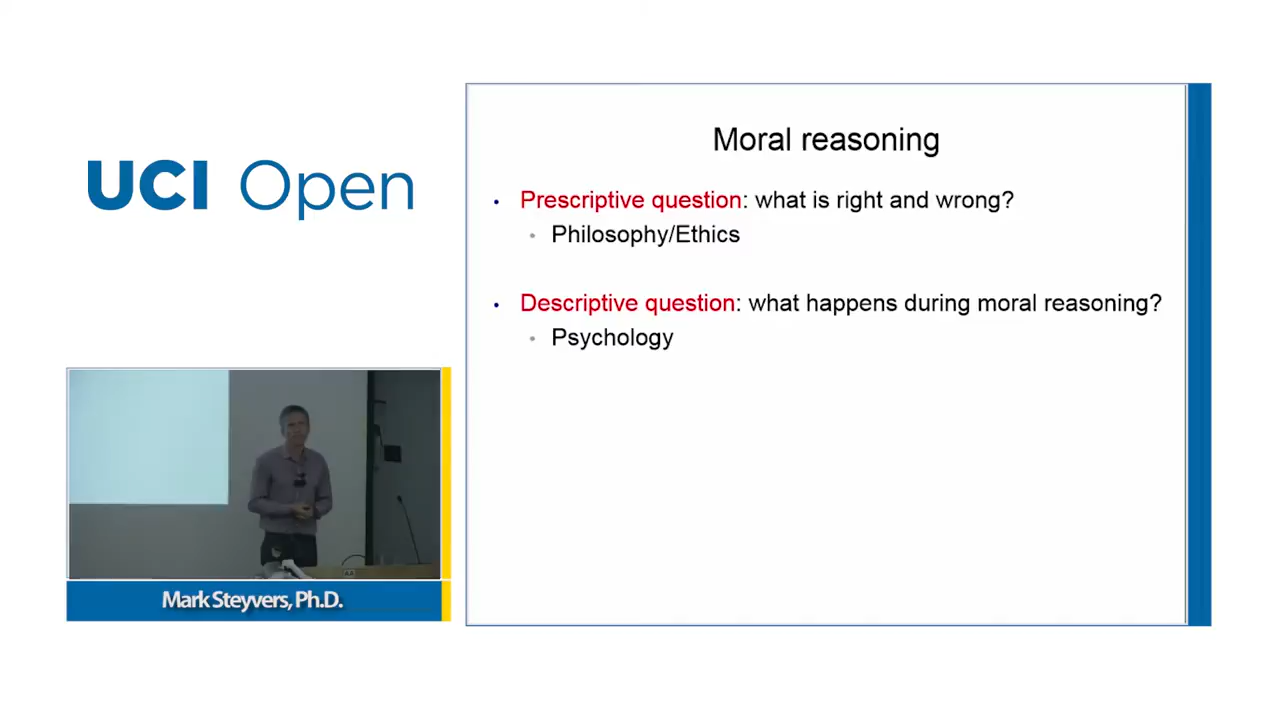 UCI Open
Moral reasoning
• Prescriptive question: what is right and wrong?
• Philosophy/Ethics
• Descriptive question: what happens during moral reasoning?
• Psychology
Mark Steyvers, Ph.D.